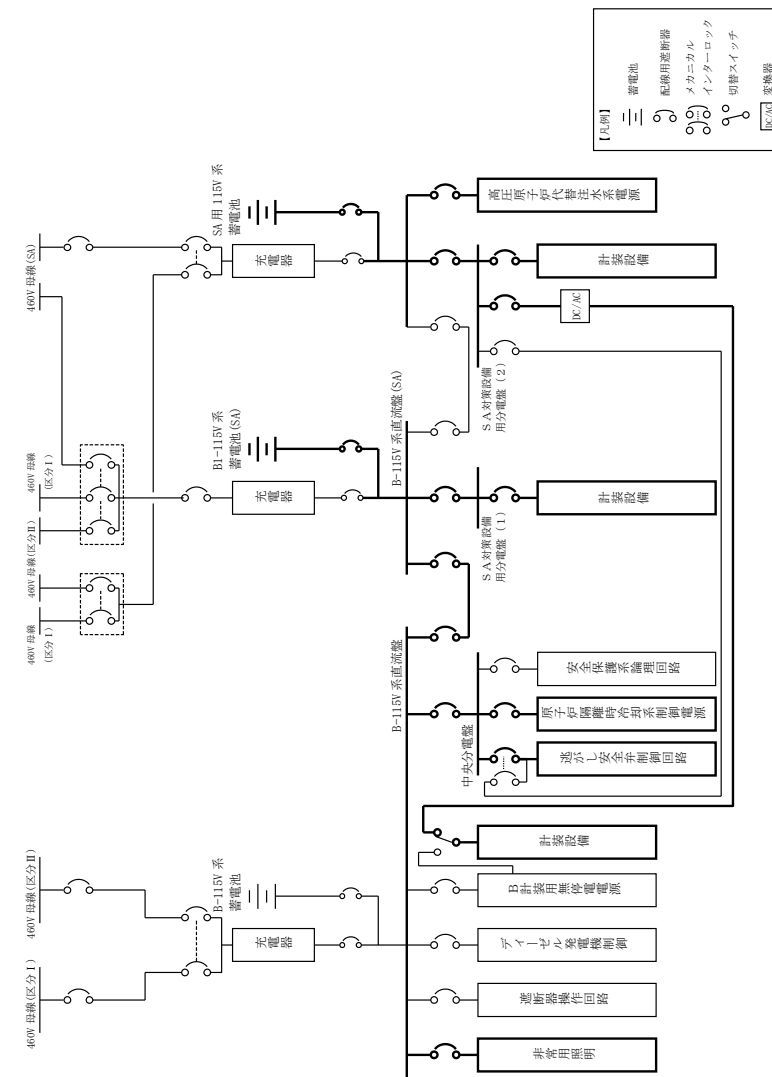 460V 母線(区分Ⅰ)
460V 母線(区分Ⅱ)
充電器
B-115V 系
蓄電池
460V 母線
(区分Ⅰ)
460V 母線
460V 母線(区分Ⅱ)
460V 母線
(区分Ⅰ)
充電器
B1-115V 系
蓄電池(SA)
460V 母線(SA)
充電器
SA 用 115V 系
蓄電池
B-115V 系直流盤
B-115V 系直流盤(SA)
非常用照明
遮断器操作回路
ディーゼル発電機制御
B計装用無停電電源
計装設備
中央分電盤
逃がし安全弁制御回路
原子炉隔離時冷却系制御電源
安全保護系論理回路
SA対策設備
用分電盤(1)
計装設備
SA対策設備
用分電盤(2)
DC/AC
計装設備
高圧原子炉代替注水系電源
【凡例】
蓄電池
配線用遮断器
メカニカル
インターロック
切替スイッチ
DC/AC
変換器